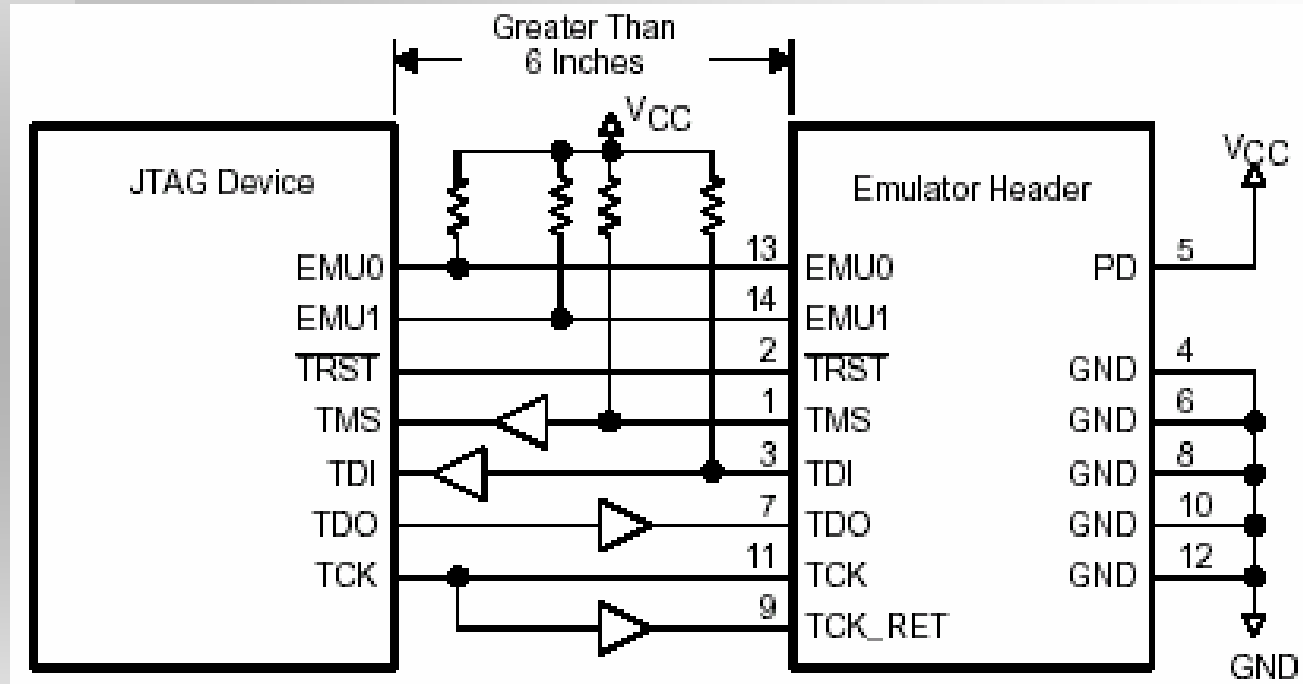 Greater Than
6 Inches
VCC
VCC
JTAG Device
Emulator Header
EMU0 13 EMU0 PD 5
EMU1 14 EMU1
TRST 2 TRST GND 4
TMS 1 TMS GND 6
TDI 3 TDI GND 8
TDO 7 TDO GND 10
TCK 11 TCK GND 12
9 TCK_RET
GND